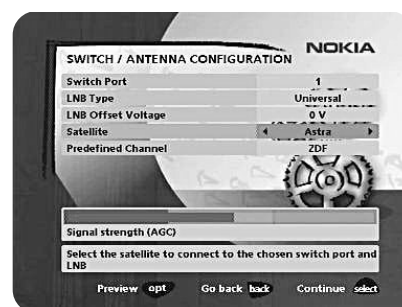 NOKIA
SWITCH / ANTENNA CONFIGURATION
Switch Port 1
LNB Type Universal
LNB Offset Voltage 0 V
Satellite Astra
Predefined Channel ZDF
Signal strength (AGC)
Select the satellite to connect to the chosen switch port and
LNB
Preview opt Go back back Continue select